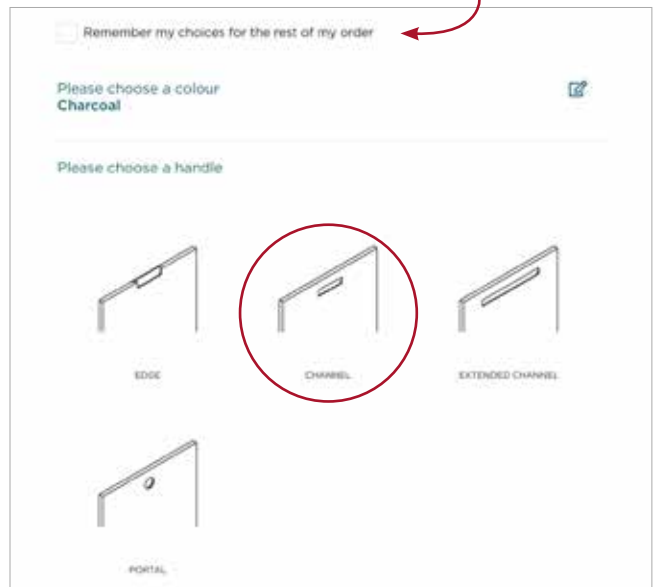 Remember my choices for the rest of my order
Please choose a colour
Charcoal
Please choose a handle
EDGE
CHANNEL
EXTENDED CHANNEL
PORTAL